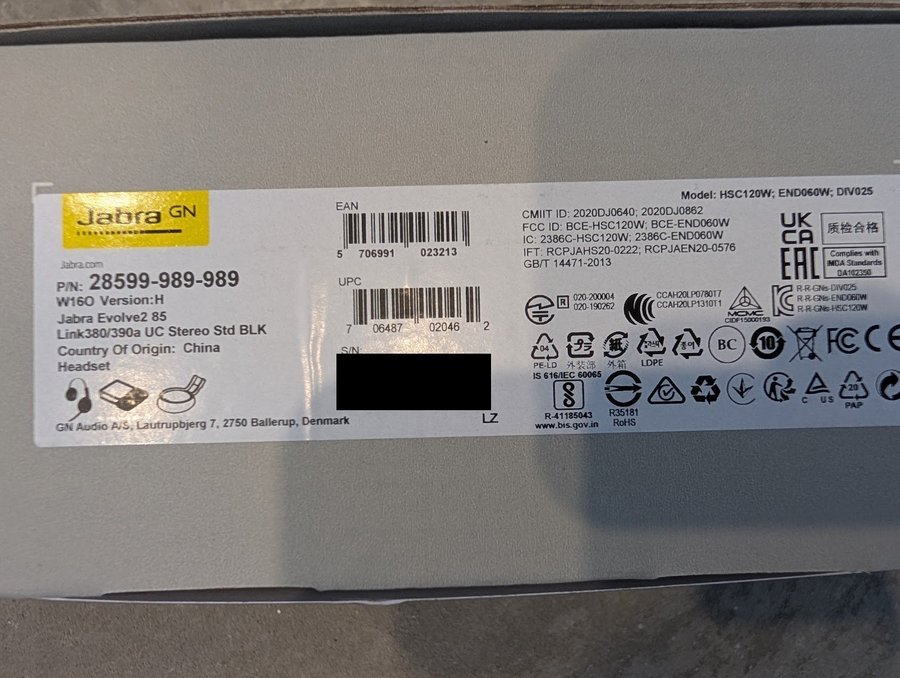 Jabra GN
Jabra.com
P/N: 28599-989-989
W16O Version:H
Jabra Evolve2 85
Link380/390a UC Stereo Std BLK
Country Of Origin: China
Headset
GN Audio A/S, Lautrupbjerg 7, 2750 Ballerup, Denmark
EAN
5 706991 023213
UPC
7 06487 02046 2
S/N:
LZ
Model: HSC120W; END060W; DIV025
CMIIT ID: 2020DJ0640; 2020DJ0862
FCC ID: BCE-HSC120W; BCE-END060W
IC: 2386C-HSC120W; 2386C-END060W
IFT: RCPJAHS20-0222; RCPJAEN20-0576
GB/T 14471-2013
UK
CA
质检合格
EAC
Complies with
IMDA Standards
DA102350
R 020-200004
020-190262
CCAH20LP0780T7
CCAH20LP1310T2
MCMC
CIDF15000193
R-R-GNs-DIV025
R-R-GNs-END060W
R-R-GNs-HSC120W
04
PE-LD
外装部
紙
外箱
LDPE
종이
BC
10
FC CE
IS 616/IEC 60065
R-41185043
www.bis.gov.in
R35181
RoHS
C US
20
PAP